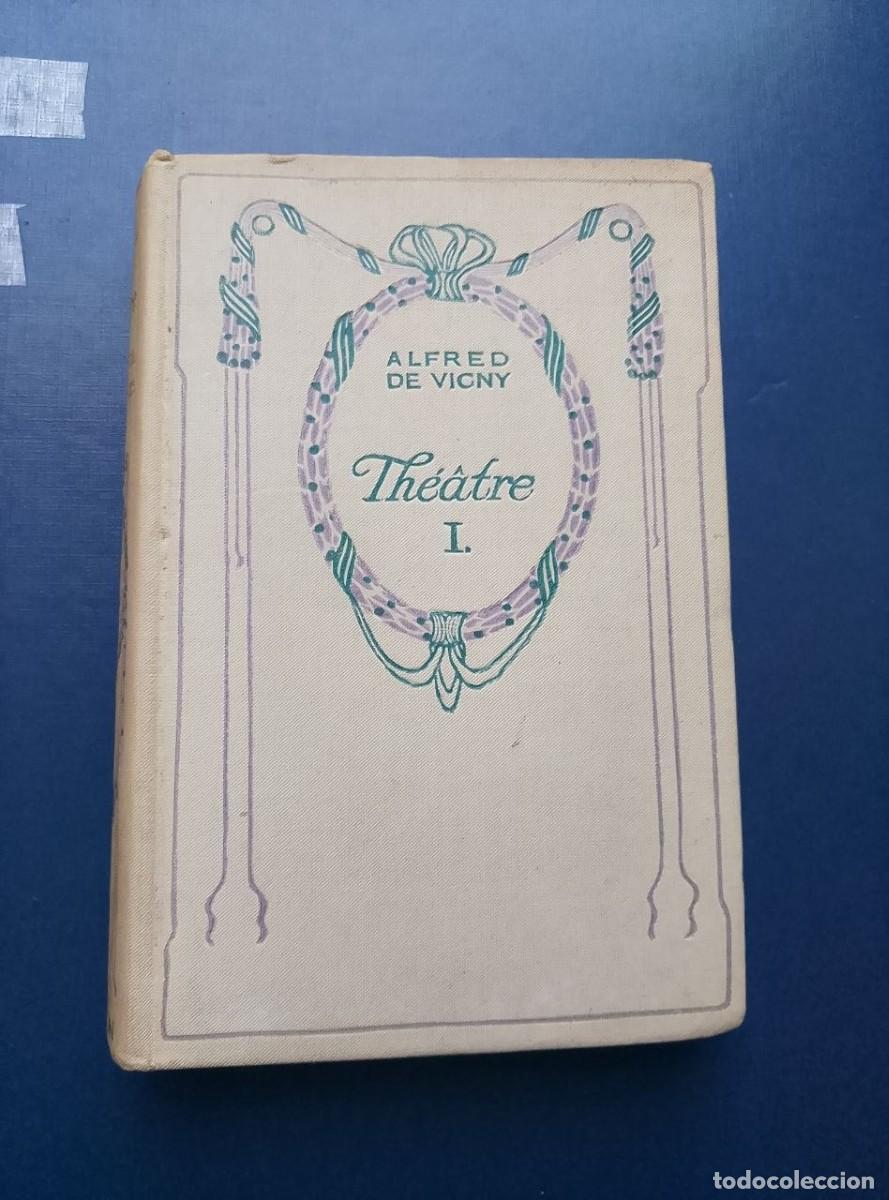 ALFRED
DE VIGNY
Théâtre
I.
todocoleccion